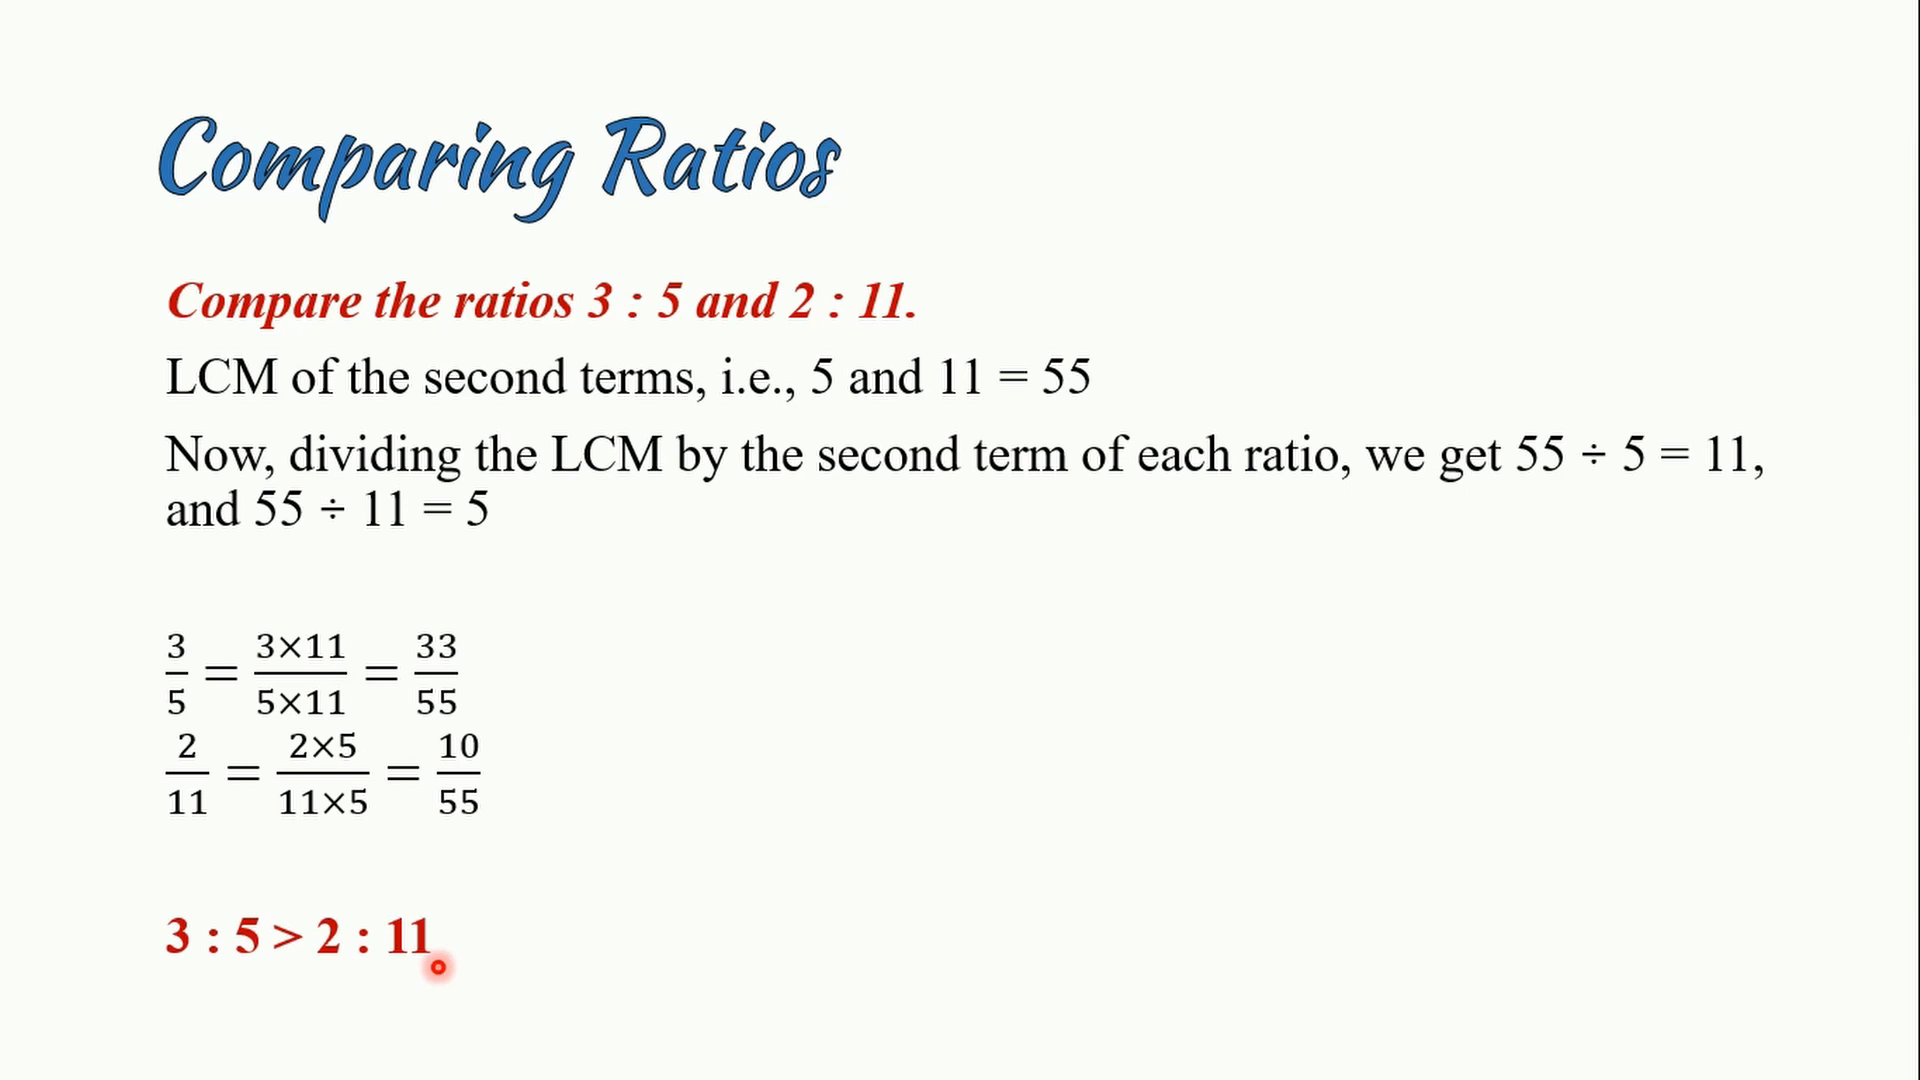 Comparing Ratios
Compare the ratios 3 : 5 and 2 : 11.
LCM of the second terms, i.e., 5 and 11 = 55
Now, dividing the LCM by the second term of each ratio, we get 55 ÷ 5 = 11,
and 55 ÷ 11 = 5
3/5 = 3×11/5×11 = 33/55
2/11 = 2×5/11×5 = 10/55
3 : 5 > 2 : 11